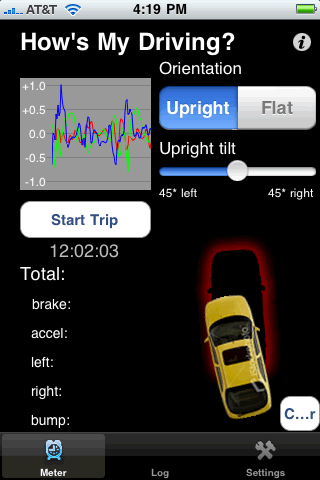 AT&T 4:19 PM
How's My Driving?
Orientation
Upright Flat
+1.0
+0.5
0.0
-0.5
-1.0
Upright tilt
45* left 45* right
Start Trip
12:02:03
Total:
brake:
accel:
left:
right:
bump:
C...r
Meter Log Settings